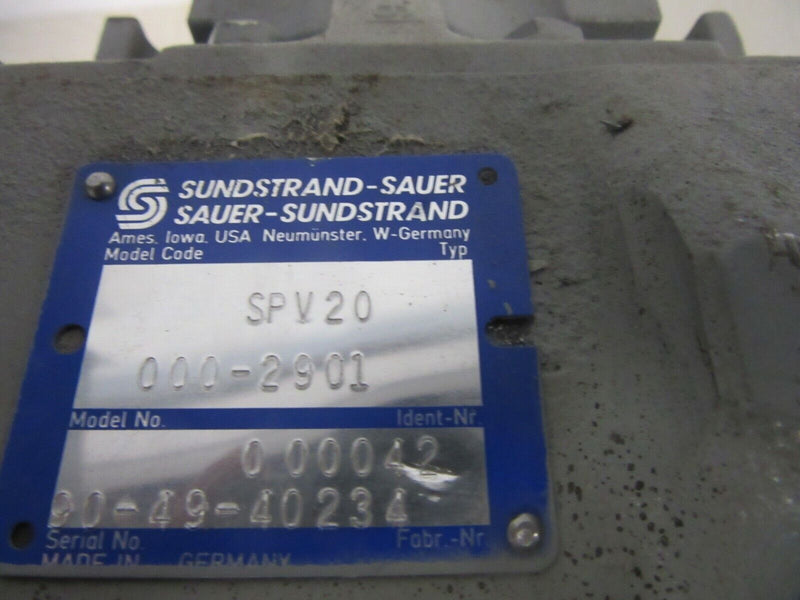 SUNDSTRAND-SAUER
SAUER-SUNDSTRAND
Ames, Iowa, USA Neumünster, W-Germany
Model Code Typ
SPV20
000-2901
Model No. Ident-Nr.
0 00042
90-49-40234
Serial No. Fabr.-Nr
MADE IN GERMANY